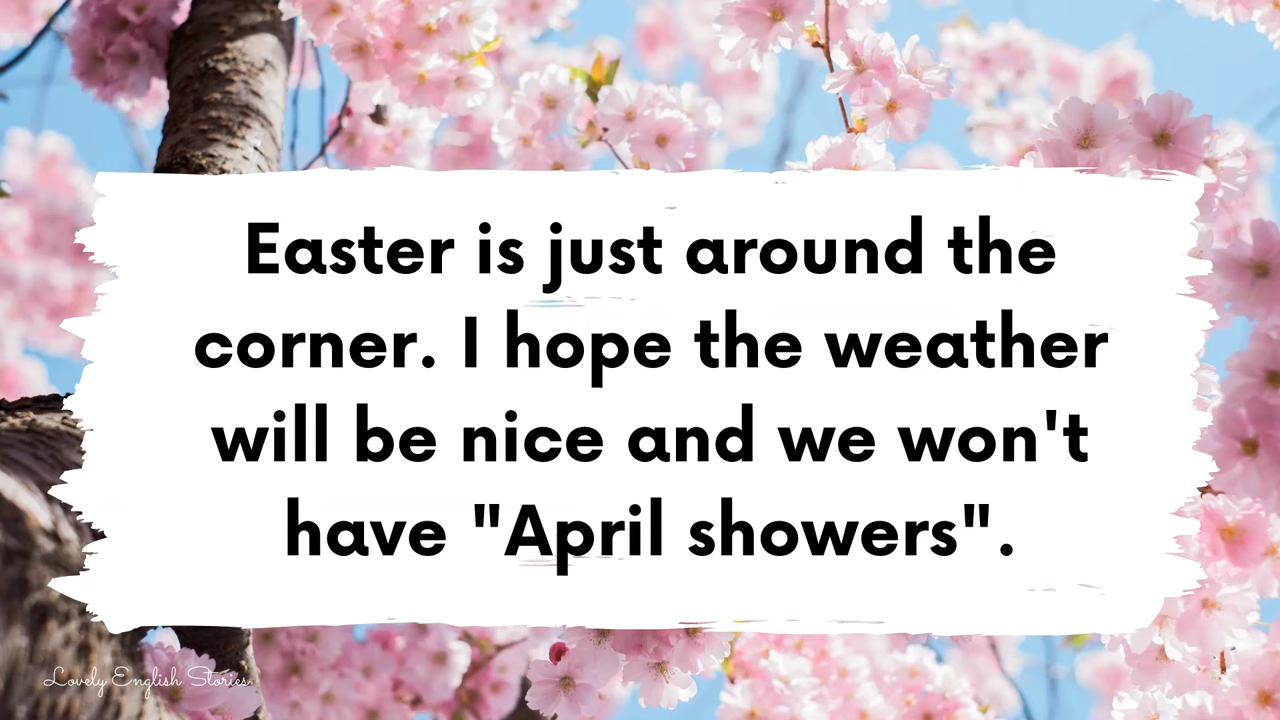 Easter is just around the
corner. I hope the weather
will be nice and we won't
have "April showers".
Lovely English Stories